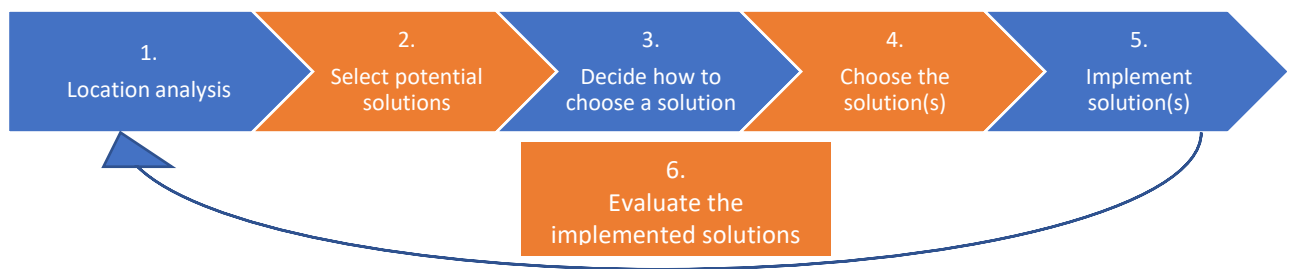 1.
Location analysis
2.
Select potential
solutions
3.
Decide how to
choose a solution
4.
Choose the
solution(s)
5.
Implement
solution(s)
6.
Evaluate the
implemented solutions